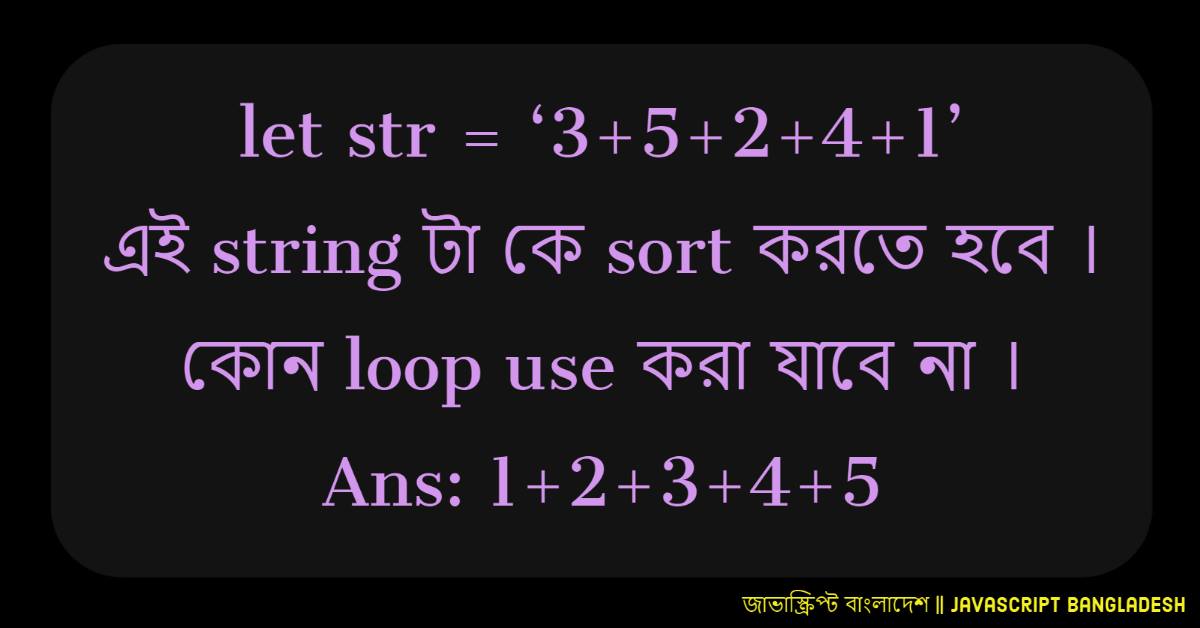 let str = ‘3+5+2+4+1’
এই string টা কে sort করতে হবে ।
কোন loop use করা যাবে না ।
Ans: 1+2+3+4+5
জাভাস্ক্রিপ্ট বাংলাদেশ || JAVASCRIPT BANGLADESH